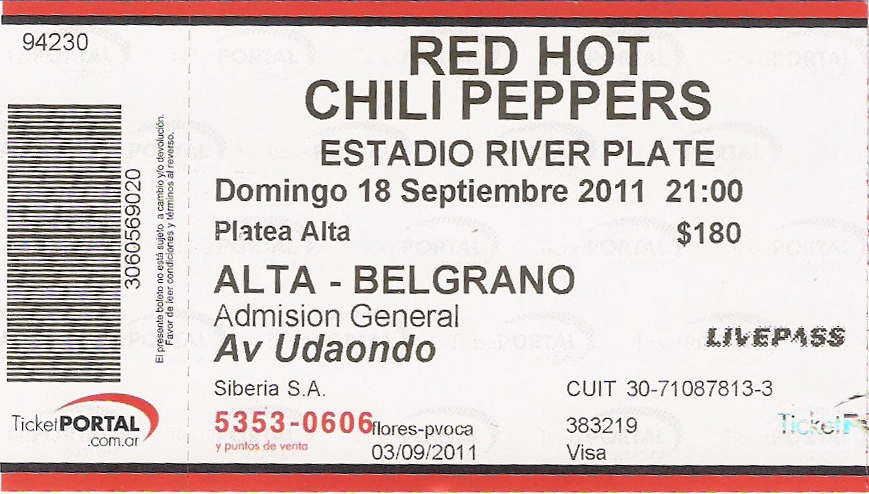 94230
RED HOT
CHILI PEPPERS
ESTADIO RIVER PLATE
Domingo 18 Septiembre 2011 21:00
Platea Alta $180
ALTA - BELGRANO
Admision General
Av Udaondo
LIVEPASS
Siberia S.A. CUIT 30-71087813-3
5353-0606 flores-pvoca 383219
y puntos de venta 03/09/2011 Visa
3060569020
El presente boleto no está sujeto a cambio y/o devolución.
Favor de leer condiciones y términos al reverso.
TicketPORTAL
.com.ar
Ticket